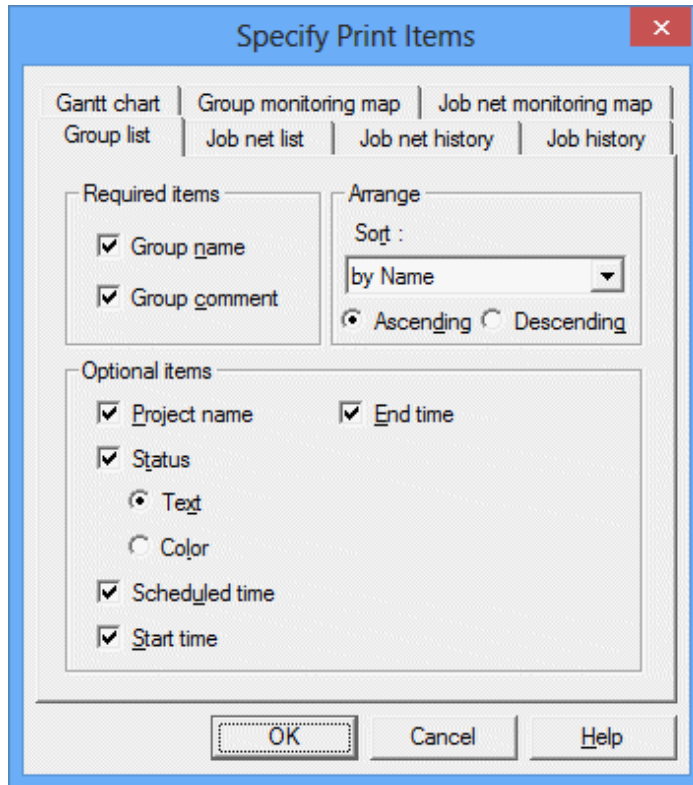 Specify Print Items
Gantt chart Group monitoring map Job net monitoring map
Group list Job net list Job net history Job history
Required items
Group name
Group comment
Arrange
Sort :
by Name
Ascending Descending
Optional items
Project name End time
Status
Text
Color
Scheduled time
Start time
OK Cancel Help